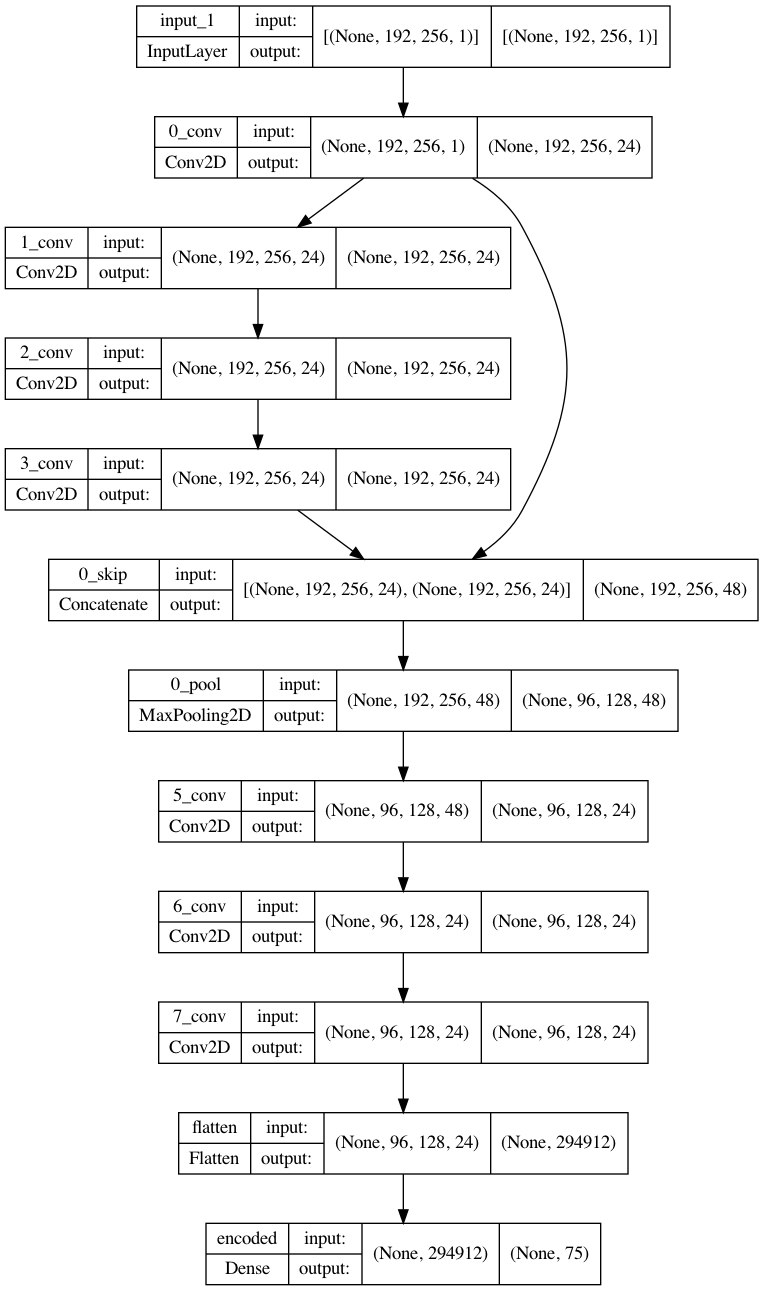 input_1 input: [(None, 192, 256, 1)] [(None, 192, 256, 1)]
InputLayer output:
0_conv input: (None, 192, 256, 1) (None, 192, 256, 24)
Conv2D output:
1_conv input: (None, 192, 256, 24) (None, 192, 256, 24)
Conv2D output:
2_conv input: (None, 192, 256, 24) (None, 192, 256, 24)
Conv2D output:
3_conv input: (None, 192, 256, 24) (None, 192, 256, 24)
Conv2D output:
0_skip input: [(None, 192, 256, 24), (None, 192, 256, 24)] (None, 192, 256, 48)
Concatenate output:
0_pool input: (None, 192, 256, 48) (None, 96, 128, 48)
MaxPooling2D output:
5_conv input: (None, 96, 128, 48) (None, 96, 128, 24)
Conv2D output:
6_conv input: (None, 96, 128, 24) (None, 96, 128, 24)
Conv2D output:
7_conv input: (None, 96, 128, 24) (None, 96, 128, 24)
Conv2D output:
flatten input: (None, 96, 128, 24) (None, 294912)
Flatten output:
encoded input: (None, 294912) (None, 75)
Dense output: